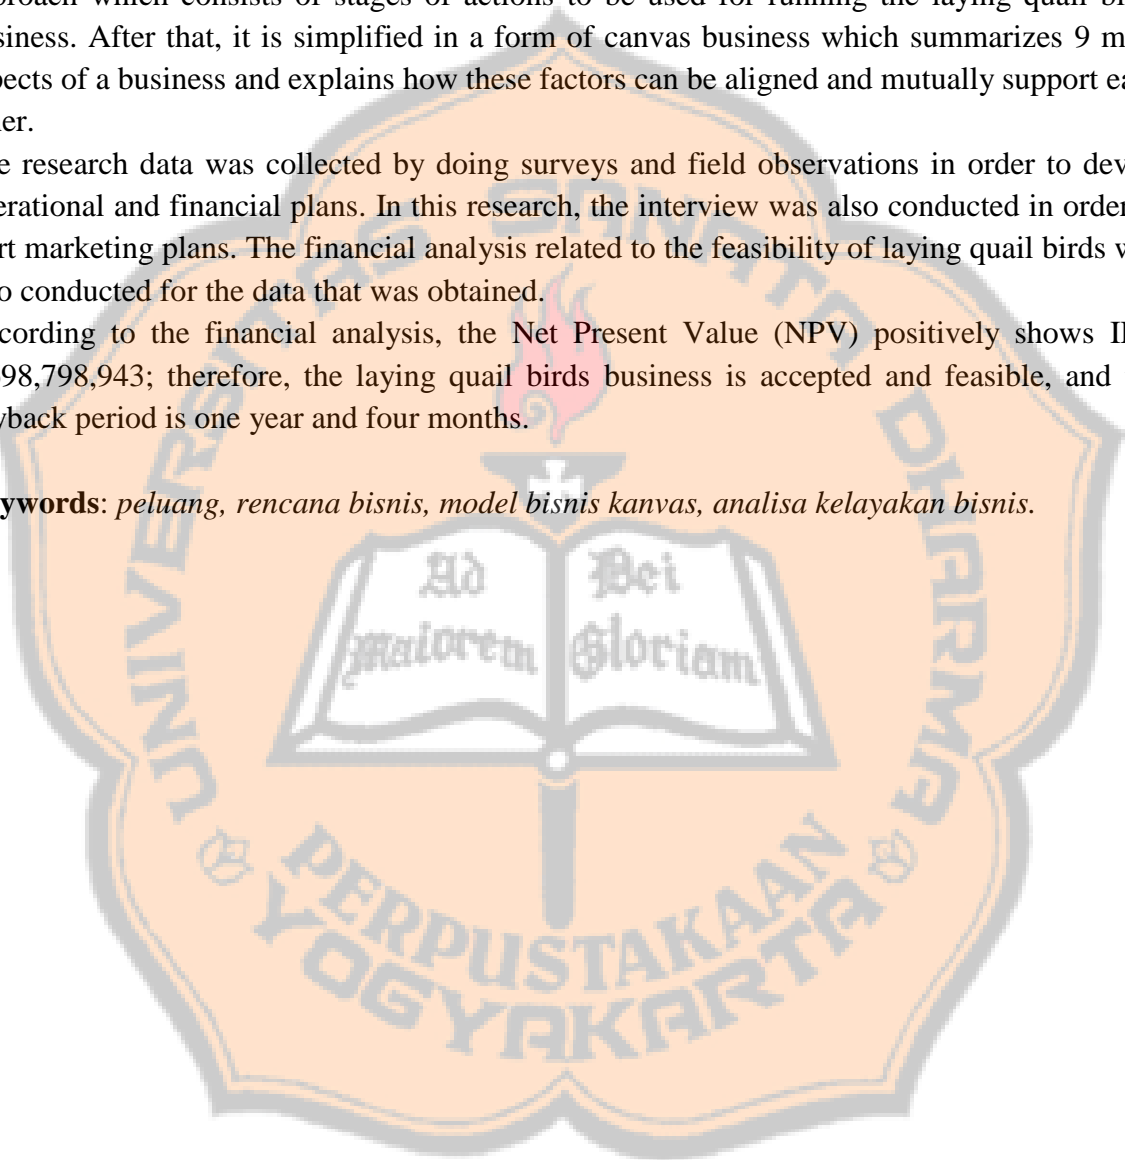 proach which consists of stages of actions to be used for running the laying quail bi
siness. After that, it is simplified in a form of canvas business which summarizes 9 m
pects of a business and explains how these factors can be aligned and mutually support ea
er.
e research data was collected by doing surveys and field observations in order to dev
erational and financial plans. In this research, the interview was also conducted in order
rt marketing plans. The financial analysis related to the feasibility of laying quail birds w
o conducted for the data that was obtained.
cording to the financial analysis, the Net Present Value (NPV) positively shows I
98,798,943; therefore, the laying quail birds business is accepted and feasible, and
yback period is one year and four months.
ywords: peluang, rencana bisnis, model bisnis kanvas, analisa kelayakan bisnis.
UNIVERSITAS SANATA DHARMA
Ad Dei
maiorem Gloriam
PERPUSTAKAAN
YOGYAKARTA